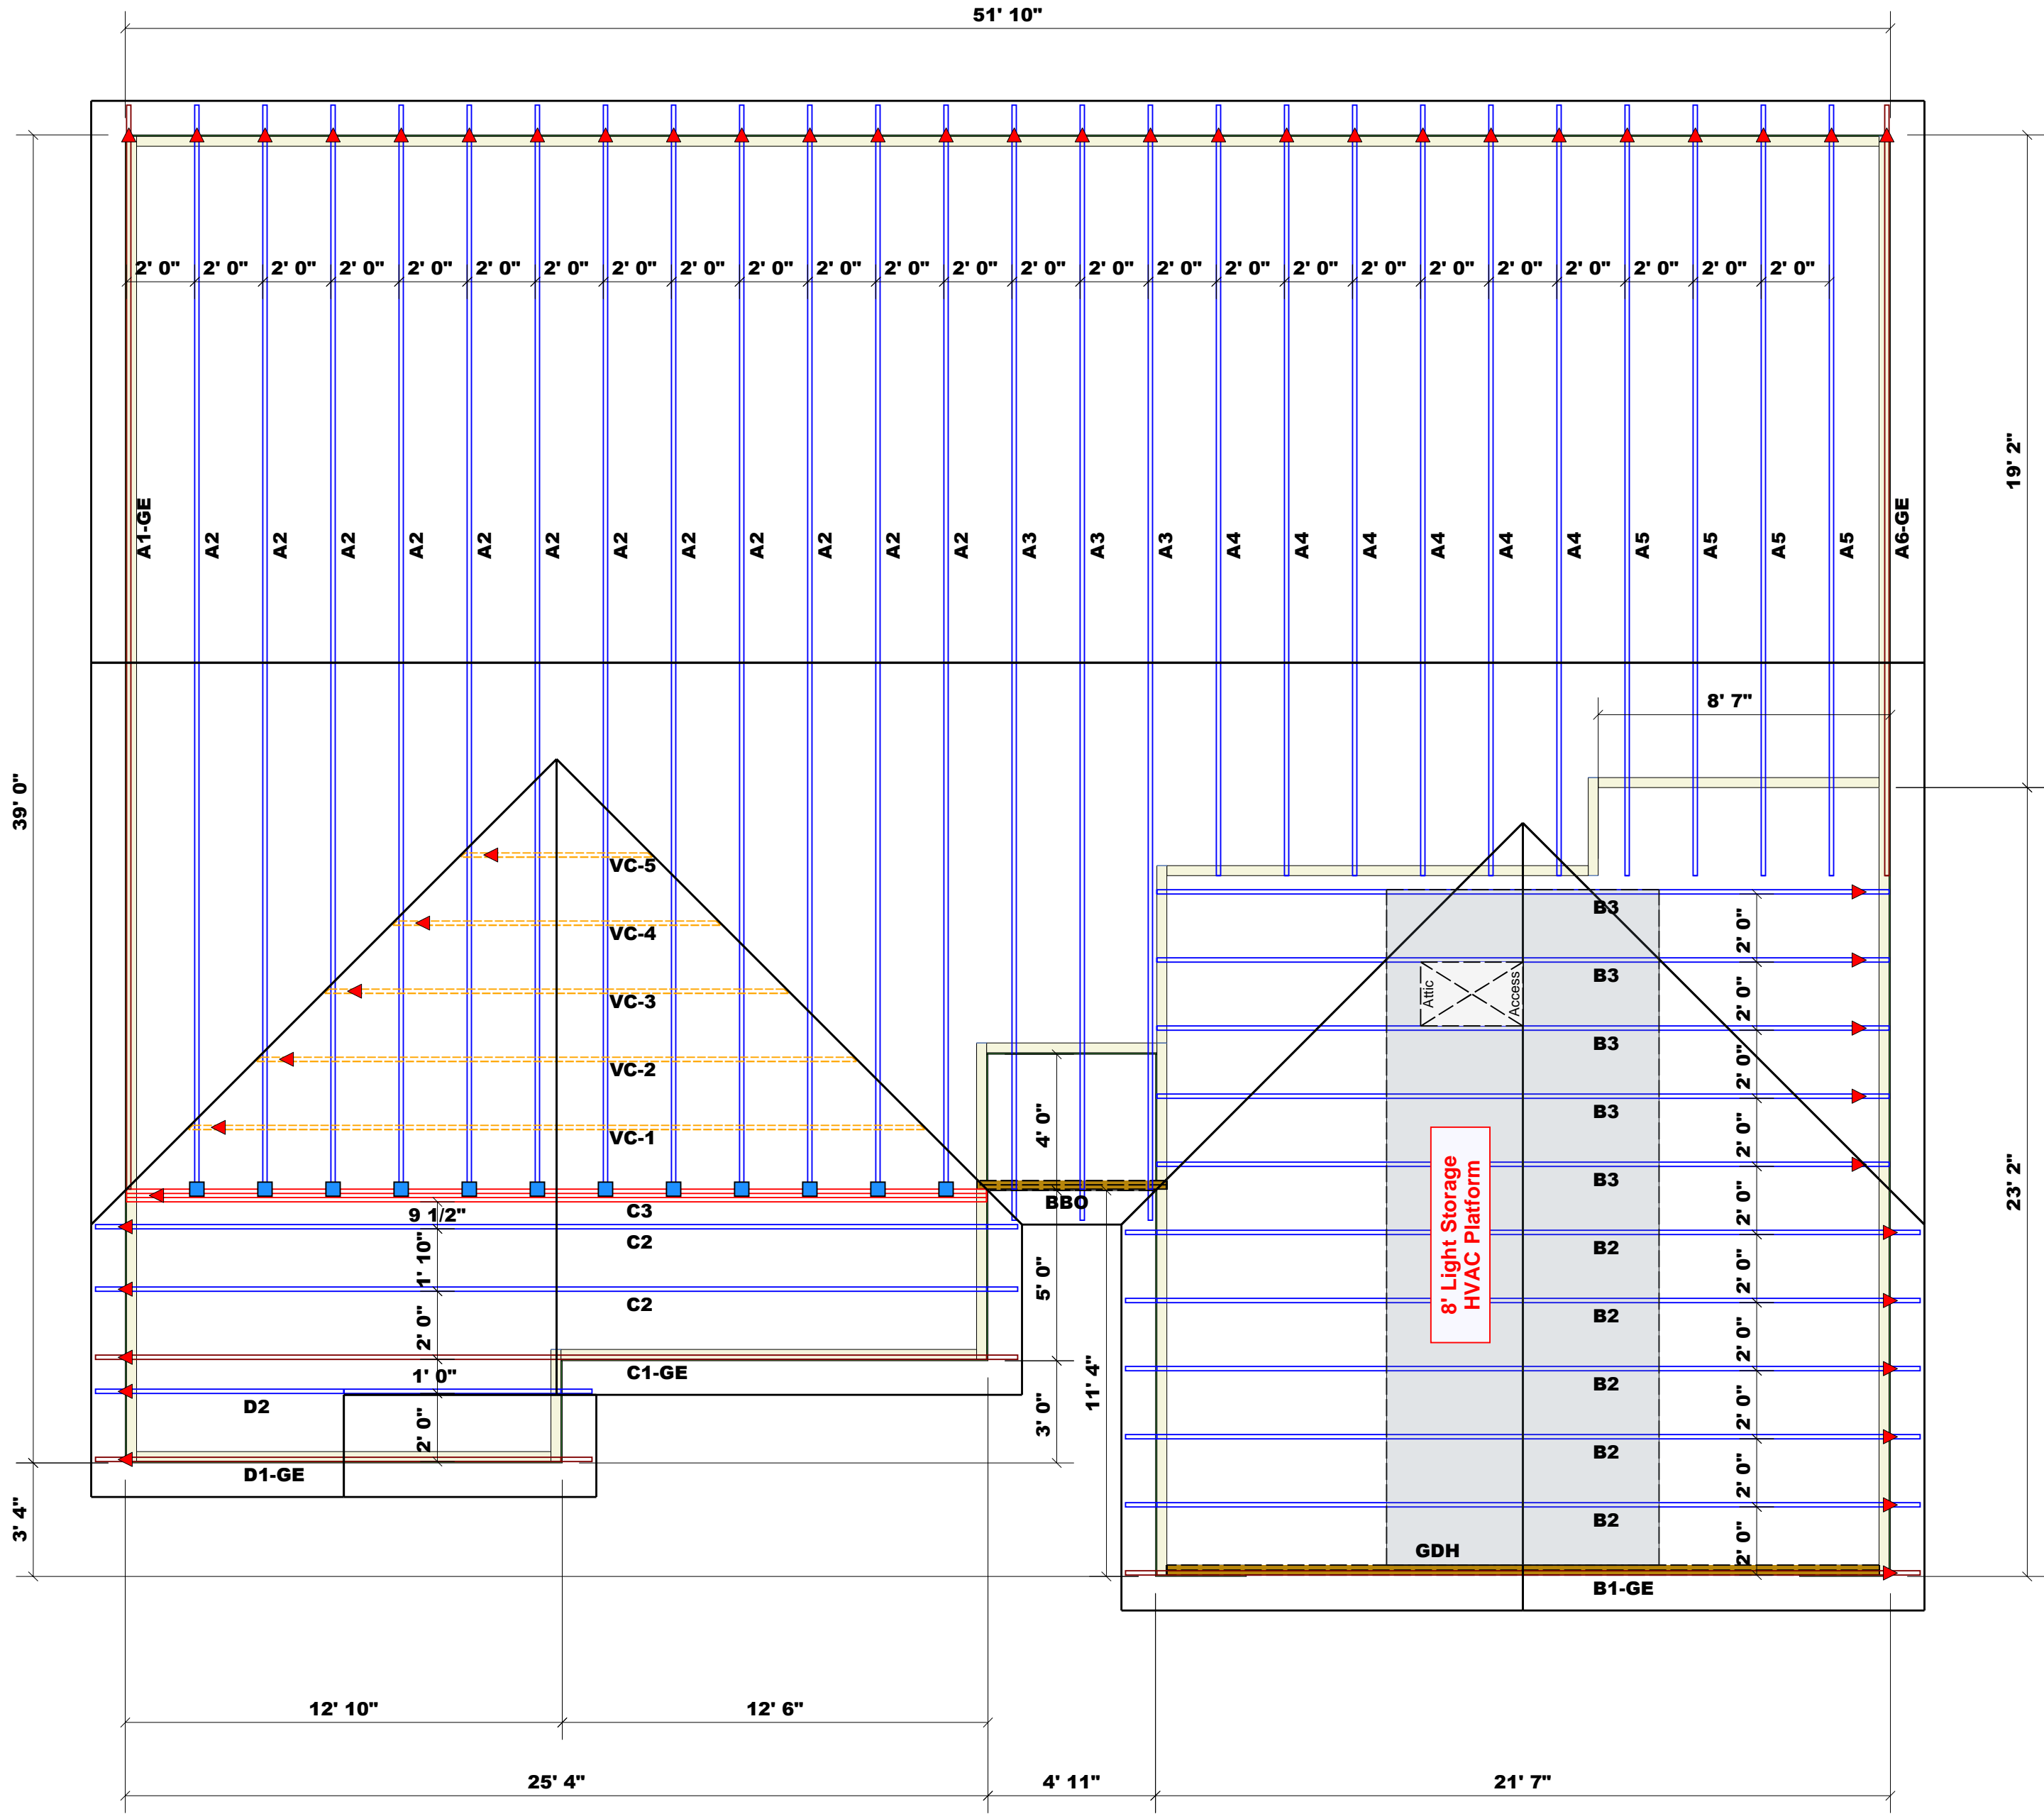 51' 10"
2' 0" 2' 0" 2' 0" 2' 0" 2' 0" 2' 0" 2' 0" 2' 0" 2' 0" 2' 0" 2' 0" 2' 0" 2' 0" 2' 0" 2' 0" 2' 0" 2' 0" 2' 0" 2' 0" 2' 0" 2' 0" 2' 0" 2' 0" 2' 0" 2' 0"
19' 2"
A1-GE A2 A2 A2 A2 A2 A2 A2 A2 A2 A2 A2 A2 A3 A3 A3 A4 A4 A4 A4 A4 A4 A5 A5 A5 A5 A6-GE
8' 7"
39' 0"
VC-5
VC-4
VC-3
VC-2
VC-1
B3
2' 0"
B3
Attic
Access
2' 0"
B3
2' 0"
B3
2' 0"
B3
2' 0"
B2
2' 0"
B2
2' 0"
B2
2' 0"
B2
2' 0"
B2
2' 0"
4' 0"
BBO
8' Light Storage
HVAC Platform
23' 2"
C3
9 1/2"
C2
1' 10"
C2
5' 0"
2' 0"
C1-GE
1' 0"
11' 4"
D2
2' 0"
3' 0"
D1-GE
3' 4"
GDH
B1-GE
12' 10"
12' 6"
25' 4"
4' 11"
21' 7"